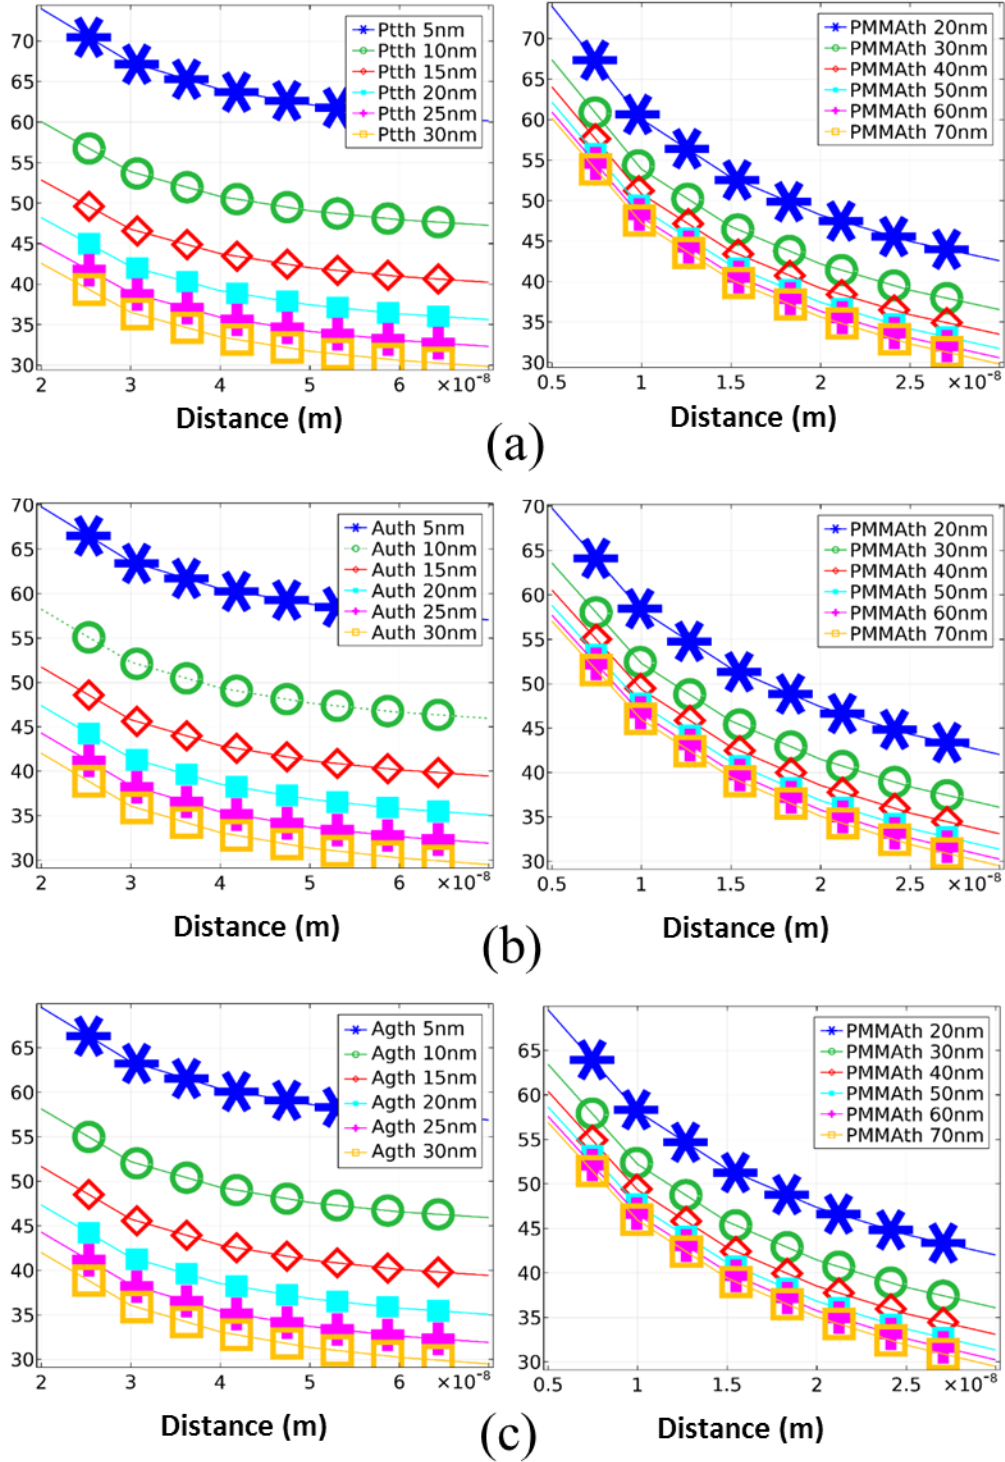 70
65
60
55
50
45
40
35
30
2
3
4
5
6
×10⁻⁸
Ptth 5nm
Ptth 10nm
Ptth 15nm
Ptth 20nm
Ptth 25nm
Ptth 30nm
Distance (m)
70
65
60
55
50
45
40
35
30
0.5
1
1.5
2
2.5
×10⁻⁸
PMMAth 20nm
PMMAth 30nm
PMMAth 40nm
PMMAth 50nm
PMMAth 60nm
PMMAth 70nm
Distance (m)
(a)
70
65
60
55
50
45
40
35
30
2
3
4
5
6
×10⁻⁸
Auth 5nm
Auth 10nm
Auth 15nm
Auth 20nm
Auth 25nm
Auth 30nm
Distance (m)
70
65
60
55
50
45
40
35
30
0.5
1
1.5
2
2.5
×10⁻⁸
PMMAth 20nm
PMMAth 30nm
PMMAth 40nm
PMMAth 50nm
PMMAth 60nm
PMMAth 70nm
Distance (m)
(b)
65
60
55
50
45
40
35
30
2
3
4
5
6
×10⁻⁸
Agth 5nm
Agth 10nm
Agth 15nm
Agth 20nm
Agth 25nm
Agth 30nm
Distance (m)
65
60
55
50
45
40
35
30
0.5
1
1.5
2
2.5
×10⁻⁸
PMMAth 20nm
PMMAth 30nm
PMMAth 40nm
PMMAth 50nm
PMMAth 60nm
PMMAth 70nm
Distance (m)
(c)